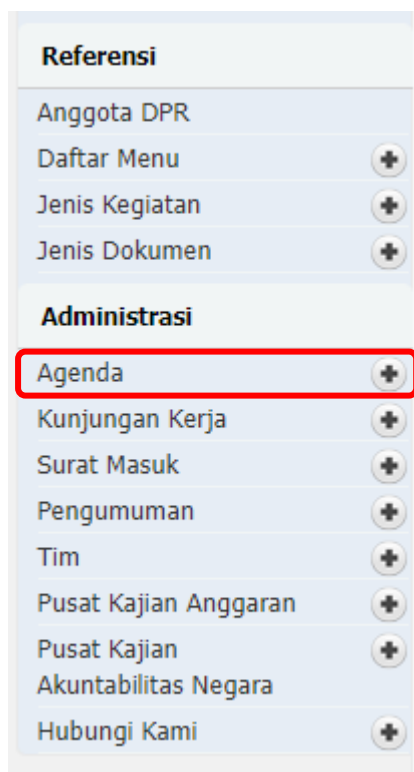 Referensi
Anggota DPR
Daftar Menu
Jenis Kegiatan
Jenis Dokumen
Administrasi
Agenda
Kunjungan Kerja
Surat Masuk
Pengumuman
Tim
Pusat Kajian Anggaran
Pusat Kajian
Akuntabilitas Negara
Hubungi Kami